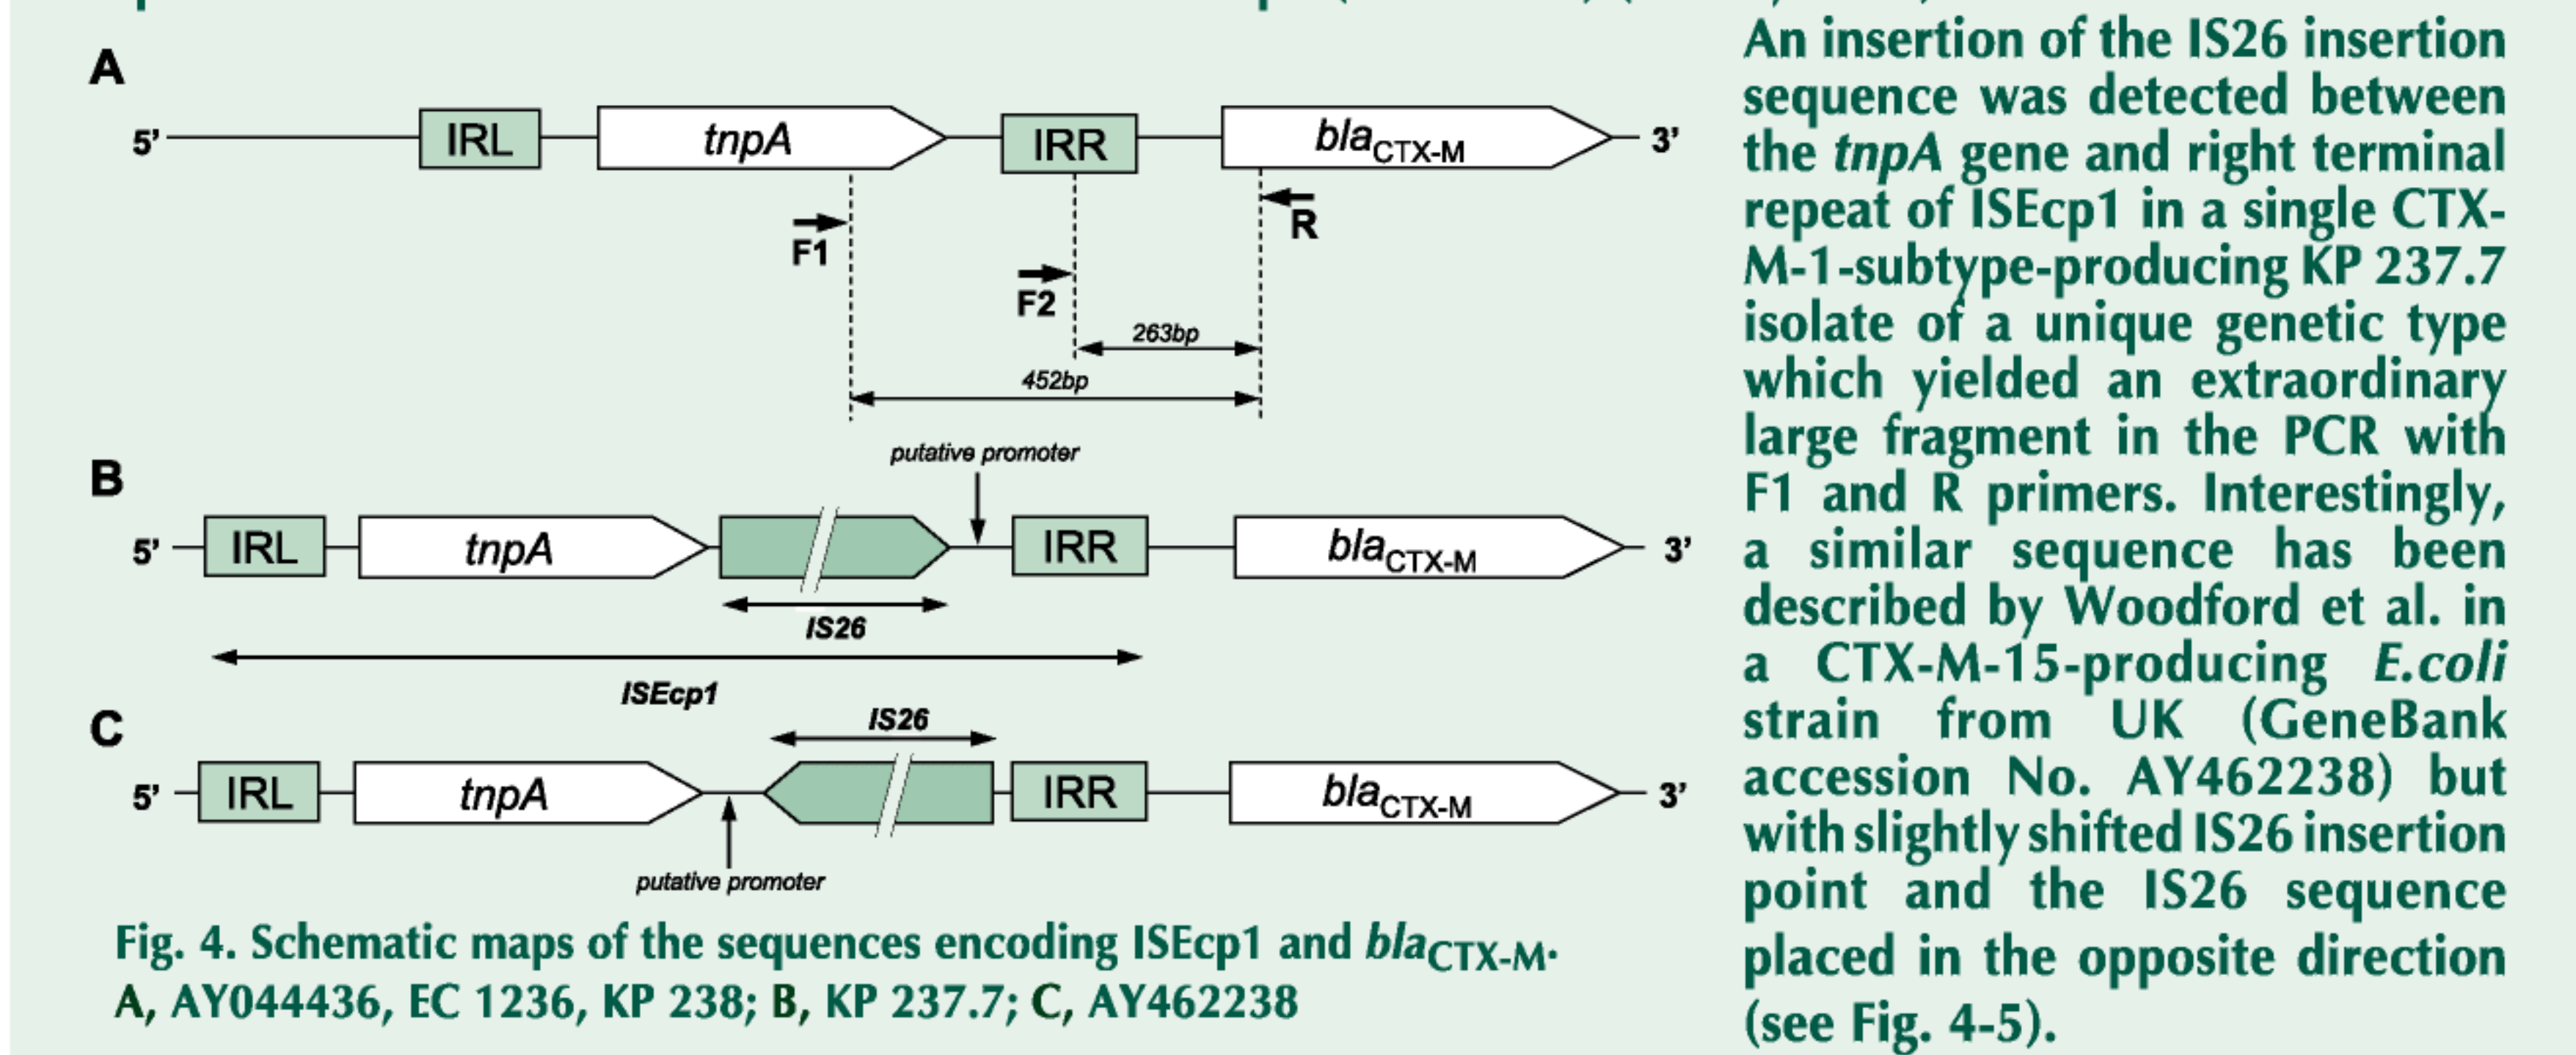 A
5’ IRL tnpA IRR blaCTX-M 3’
F1
R
F2
263bp
452bp
putative promoter
B
5’ IRL tnpA IRR blaCTX-M 3’
IS26
ISEcp1
C
IS26
5’ IRL tnpA IRR blaCTX-M 3’
putative promoter
Fig. 4. Schematic maps of the sequences encoding ISEcp1 and blaCTX-M.
A, AY044436, EC 1236, KP 238; B, KP 237.7; C, AY462238
An insertion of the IS26 insertion
sequence was detected between
the tnpA gene and right terminal
repeat of ISEcp1 in a single CTX-
M-1-subtype-producing KP 237.7
isolate of a unique genetic type
which yielded an extraordinary
large fragment in the PCR with
F1 and R primers. Interestingly,
a similar sequence has been
described by Woodford et al. in
a CTX-M-15-producing E.coli
strain from UK (GeneBank
accession No. AY462238) but
with slightly shifted IS26 insertion
point and the IS26 sequence
placed in the opposite direction
(see Fig. 4-5).